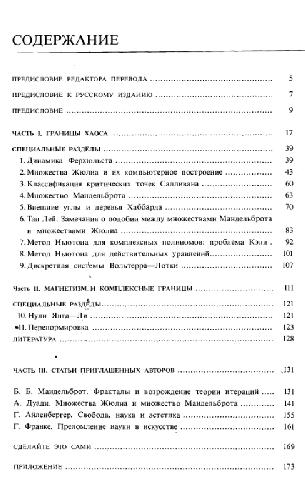 СОДЕРЖАНИЕ
ПРЕДИСЛОВИЕ РЕДАКТОРА ПЕРЕВОДА 5
ПРЕДИСЛОВИЕ К РУССКОМУ ИЗДАНИЮ 7
ПРЕДИСЛОВИЕ 9
ЧАСТЬ I. ГРАНИЦЫ ХАОСА 17
СПЕЦИАЛЬНЫЕ РАЗДЕЛЫ 39
1. Динамика Ферхюльста 39
2. Множества Жюлиа и их компьютерное построение 43
3. Классификация критических точек Салливана 60
4. Множество Мандельброта 63
5. Внешние углы и деревья Хаббарда 70
6. Тан Лей. Замечания о подобии между множествами Мандельброта
и множествами Жюлиа 83
7. Метод Ньютона для комплексных полиномов: проблема Кэли 92
8. Метод Ньютона для действительных уравнений 101
9. Дискретная система Вольтерра—Лотки 107
ЧАСТЬ II. МАГНЕТИЗМ И КОМПЛЕКСНЫЕ ГРАНИЦЫ 111
СПЕЦИАЛЬНЫЕ РАЗДЕЛЫ 121
10. Нули Янга—Ли 121
11. Перенормировка 123
ЛИТЕРАТУРА 128
ЧАСТЬ III. СТАТЬИ ПРИГЛАШЕННЫХ АВТОРОВ 131
Б. Б. Мандельброт. Фракталы и возрождение теории итераций 131
А. Дуади. Множества Жюлиа и множество Мандельброта 141
Г. Айленбергер. Свобода, наука и эстетика 155
Г. Франке. Преломление науки в искусстве 161
СДЕЛАЙТЕ ЭТО САМИ 169
ПРИЛОЖЕНИЕ 173